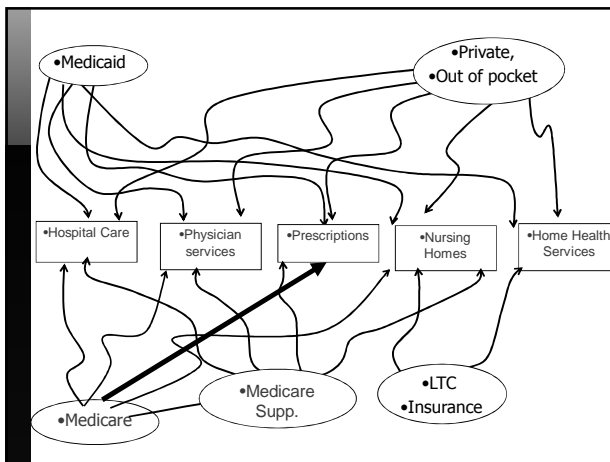 •Medicaid
•Private,
•Out of pocket
•Hospital Care
•Physician
services
•Prescriptions
•Nursing
Homes
•Home Health
Services
•Medicare
•Medicare
Supp.
•LTC
•Insurance